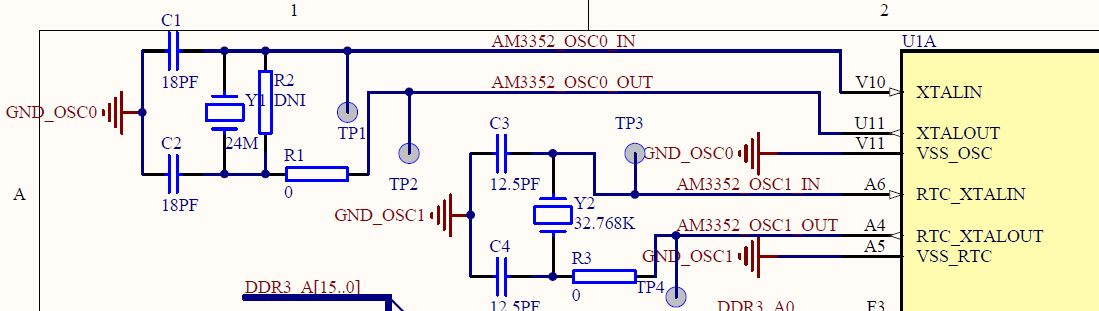 1
2
C1
18PF
AM3352_OSC0_IN
U1A
R2
DNI
AM3352_OSC0_OUT
V10
XTALIN
GND_OSC0
Y1
24M
TP1
C3
TP3
U11
XTALOUT
C2
R1
0
TP2
GND_OSC0
V11
VSS_OSC
A
18PF
12.5PF
AM3352_OSC1_IN
A6
RTC_XTALIN
GND_OSC1
Y2
32.768K
AM3352_OSC1_OUT
A4
RTC_XTALOUT
C4
R3
0
GND_OSC1
A5
VSS_RTC
DDR3_A[15..0]
TP4
12.5PF
DDR3_A0
F3